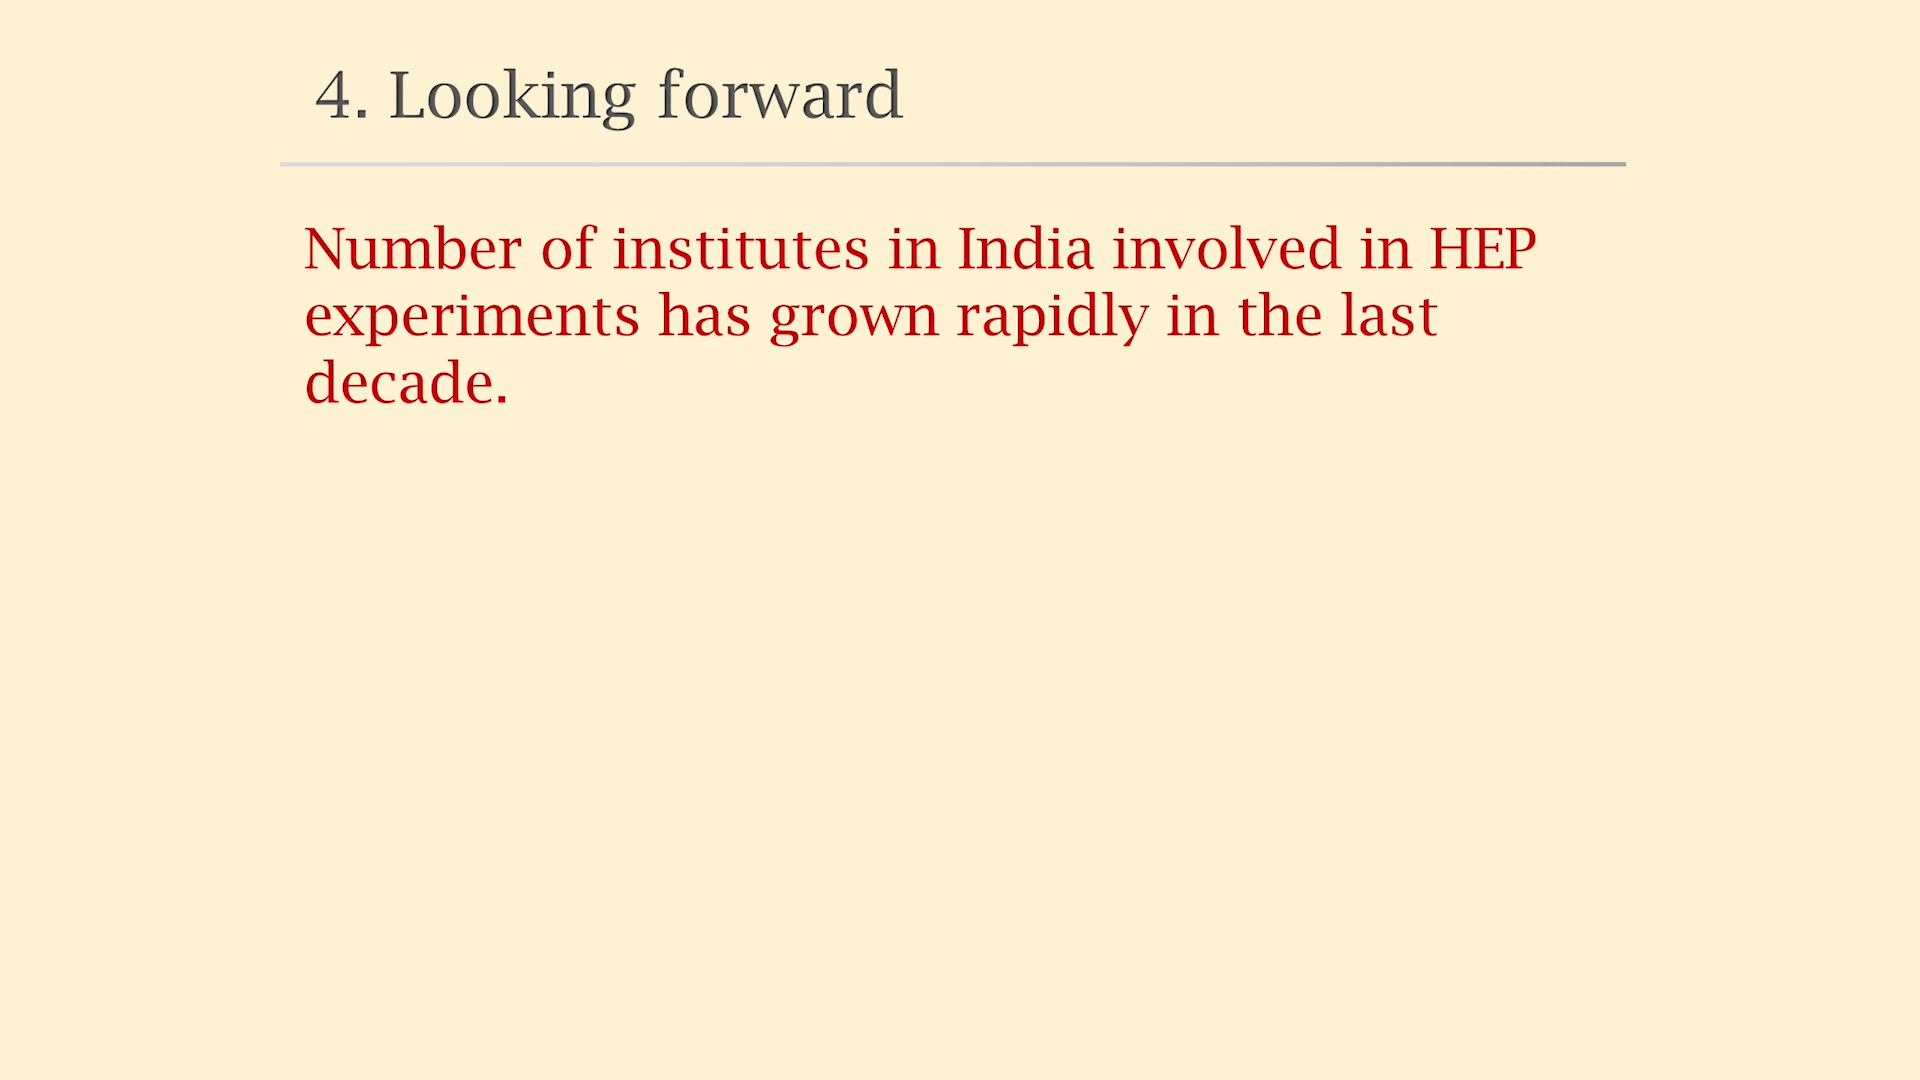 4. Looking forward
Number of institutes in India involved in HEP
experiments has grown rapidly in the last
decade.